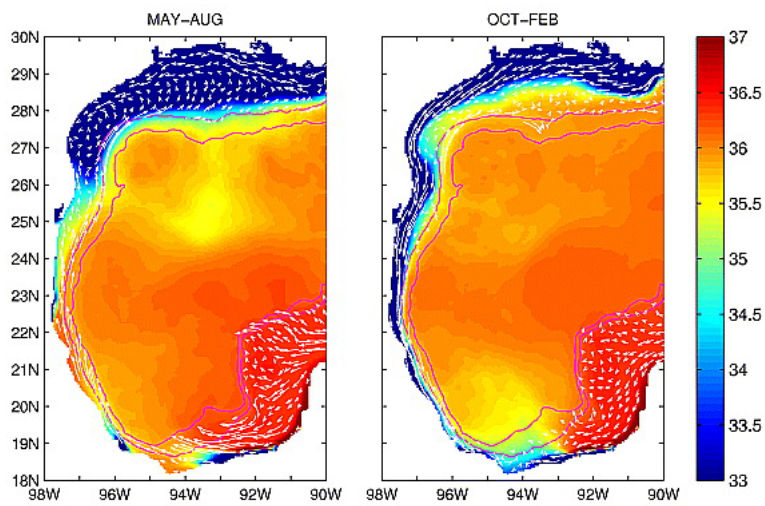 MAY−AUG
OCT−FEB
30N
29N
28N
27N
26N
25N
24N
23N
22N
21N
20N
19N
18N
98W 96W 94W 92W 90W
98W 96W 94W 92W 90W
37
36.5
36
35.5
35
34.5
34
33.5
33